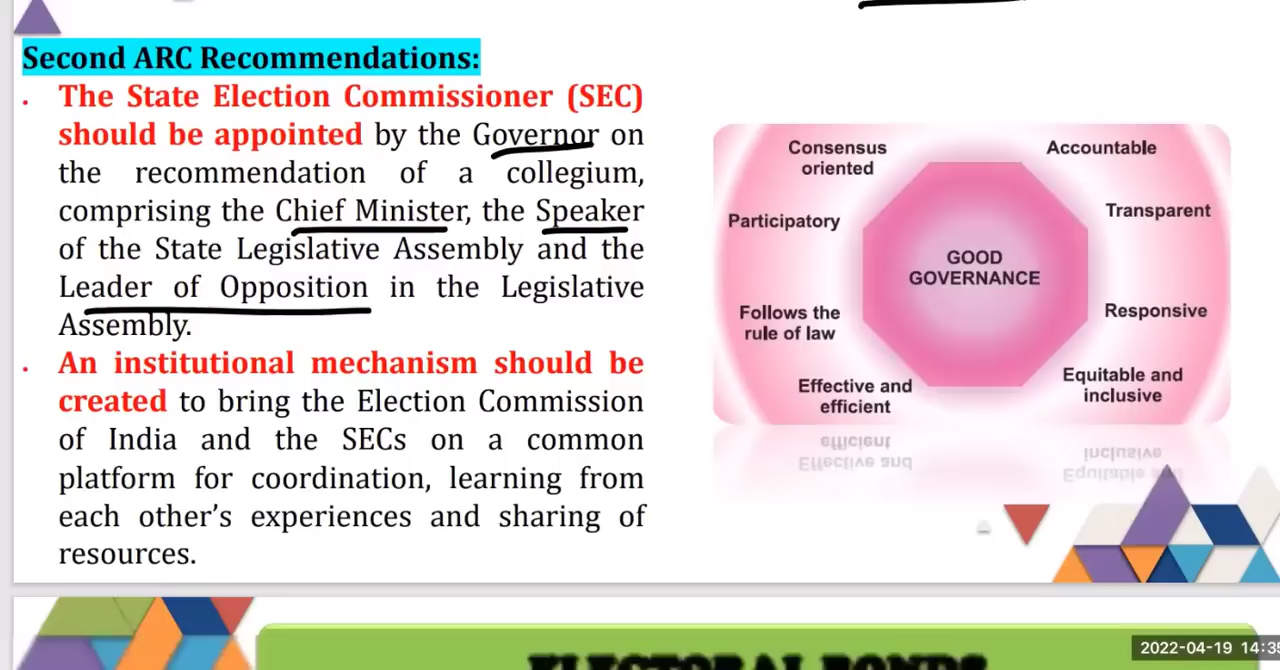 Second ARC Recommendations:
. The State Election Commissioner (SEC)
should be appointed by the Governor on
the recommendation of a collegium,
comprising the Chief Minister, the Speaker
of the State Legislative Assembly and the
Leader of Opposition in the Legislative
Assembly.
. An institutional mechanism should be
created to bring the Election Commission
of India and the SECs on a common
platform for coordination, learning from
each other’s experiences and sharing of
resources.
Consensus
oriented
Accountable
Participatory
Transparent
GOOD
GOVERNANCE
Follows the
rule of law
Responsive
Effective and
efficient
Equitable and
inclusive
ELECTORAL BONDS
2022-04-19 14:35